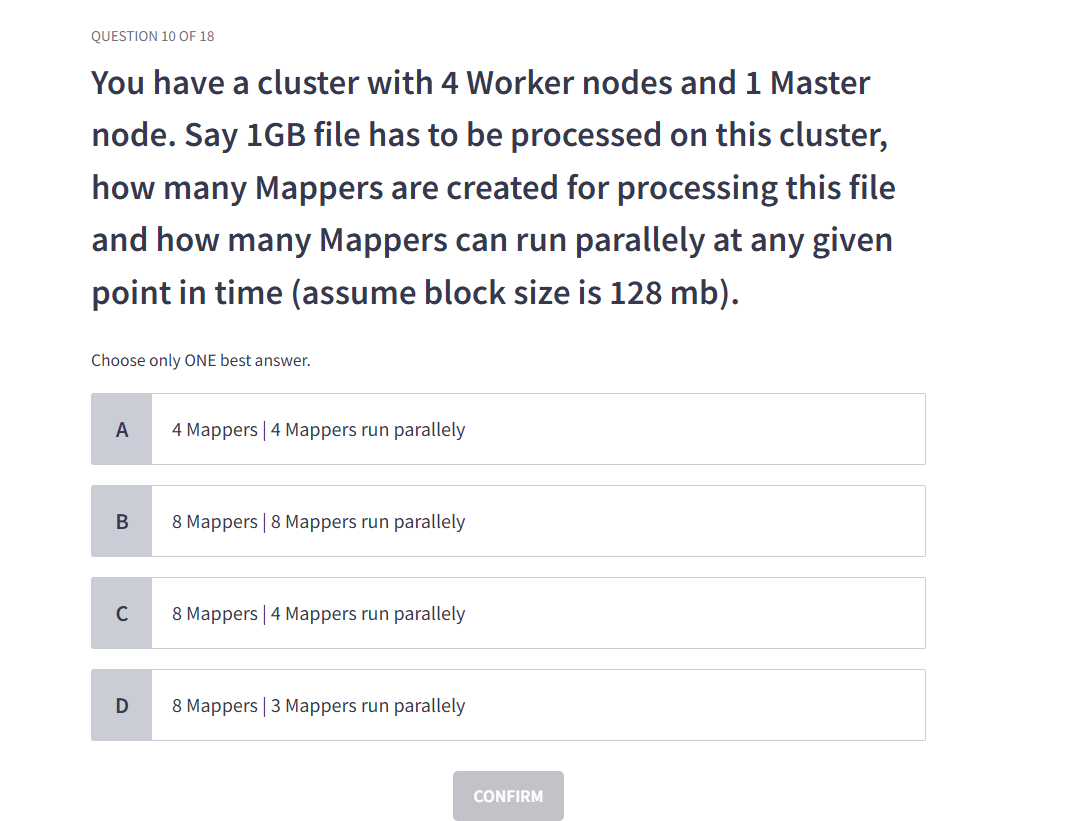 QUESTION 10 OF 18
You have a cluster with 4 Worker nodes and 1 Master
node. Say 1GB file has to be processed on this cluster,
how many Mappers are created for processing this file
and how many Mappers can run parallely at any given
point in time (assume block size is 128 mb).
Choose only ONE best answer.
A 4 Mappers | 4 Mappers run parallely
B 8 Mappers | 8 Mappers run parallely
C 8 Mappers | 4 Mappers run parallely
D 8 Mappers | 3 Mappers run parallely
CONFIRM